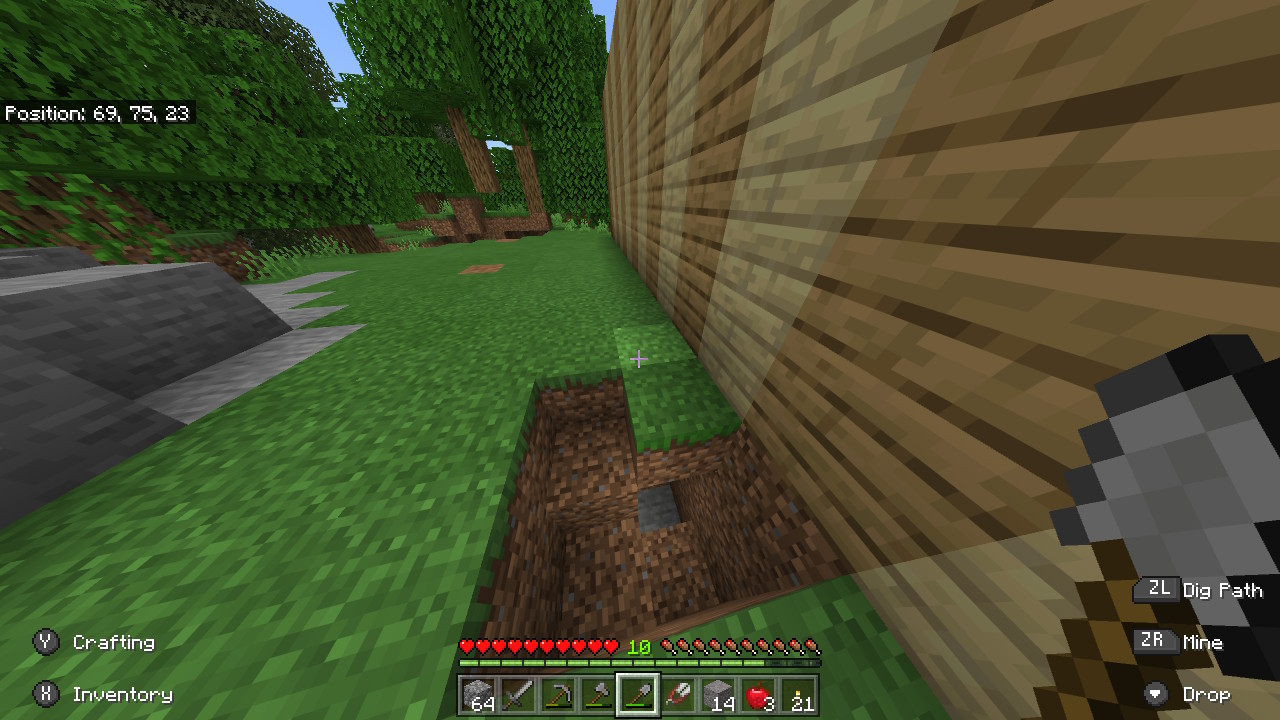 Position: 69, 75, 23
ZL Dig Path
Y Crafting
ZR Mine
10
X Inventory
64
14
3
21
Drop